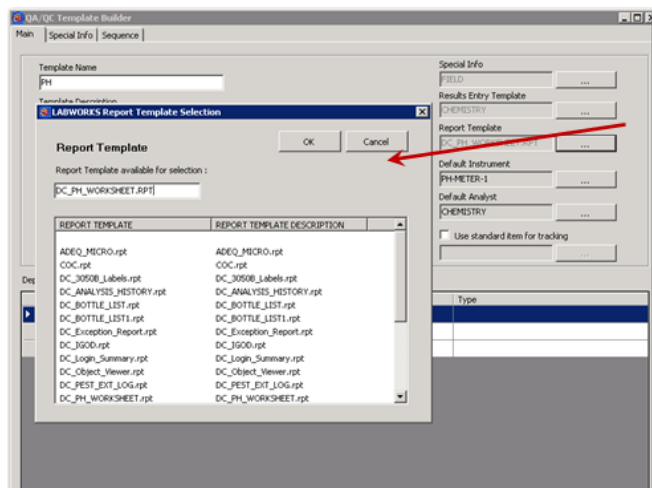 QA/QC Template Builder
Main Special Info Sequence
Template Name
PH
Template Description
Special Info
FIELD ...
Results Entry Template
CHEMISTRY ...
Report Template
DC_PH_WORKSHEET.RPT ...
Default Instrument
PH-METER-1 ...
Default Analyst
CHEMISTRY ...
Use standard item for tracking
...
LABWORKS Report Template Selection
Report Template
OK Cancel
Report Template available for selection :
DC_PH_WORKSHEET.RPT
REPORT TEMPLATE REPORT TEMPLATE DESCRIPTION
ADEQ_MICRO.rpt ADEQ_MICRO.rpt
COC.rpt COC.rpt
DC_3050B_Labels.rpt DC_3050B_Labels.rpt
DC_ANALYSIS_HISTORY.rpt DC_ANALYSIS_HISTORY.rpt
DC_BOTTLE_LIST.rpt DC_BOTTLE_LIST.rpt
DC_BOTTLE_LIST1.rpt DC_BOTTLE_LIST1.rpt
DC_Exception_Report.rpt DC_Exception_Report.rpt
DC_IGOD.rpt DC_IGOD.rpt
DC_Login_Summary.rpt DC_Login_Summary.rpt
DC_Object_Viewer.rpt DC_Object_Viewer.rpt
DC_PEST_EXT_LOG.rpt DC_PEST_EXT_LOG.rpt
DC_PH_WORKSHEET.rpt DC_PH_WORKSHEET.rpt
Dep
Type